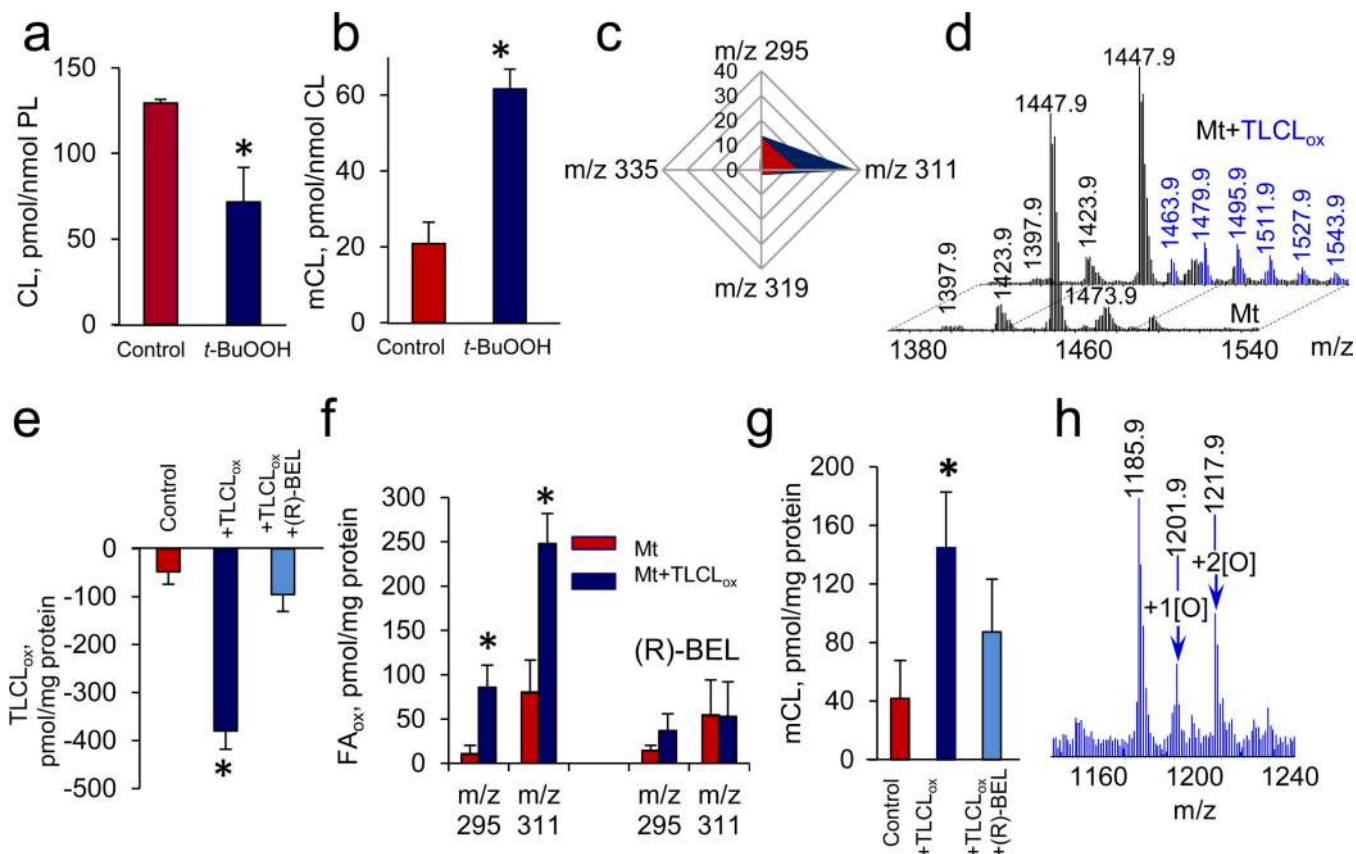 a
CL, pmol/nmol PL
150
100
50
0
*
Control
t-BuOOH
b
mCL, pmol/nmol CL
60
40
20
0
*
Control
t-BuOOH
c
m/z 295
40
30
20
10
0
m/z 335
m/z 311
m/z 319
d
1447.9
1447.9
Mt+TLCLox
1397.9
1423.9
1463.9
1479.9
1495.9
1511.9
1527.9
1543.9
1397.9
1423.9
1473.9
Mt
1380
1460
1540
m/z
e
Control
+TLCLox
+TLCLox
+(R)-BEL
TLCLox,
pmol/mg protein
0
-100
-200
-300
-400
-500
*
f
FAox, pmol/mg protein
300
250
200
150
100
50
0
*
*
Mt
Mt+TLCLox
(R)-BEL
m/z
295
m/z
311
m/z
295
m/z
311
g
mCL, pmol/mg protein
200
160
120
80
40
0
*
Control
+TLCLox
+TLCLox
+(R)-BEL
h
1185.9
1201.9
1217.9
+2[O]
+1[O]
1160
1200
1240
m/z